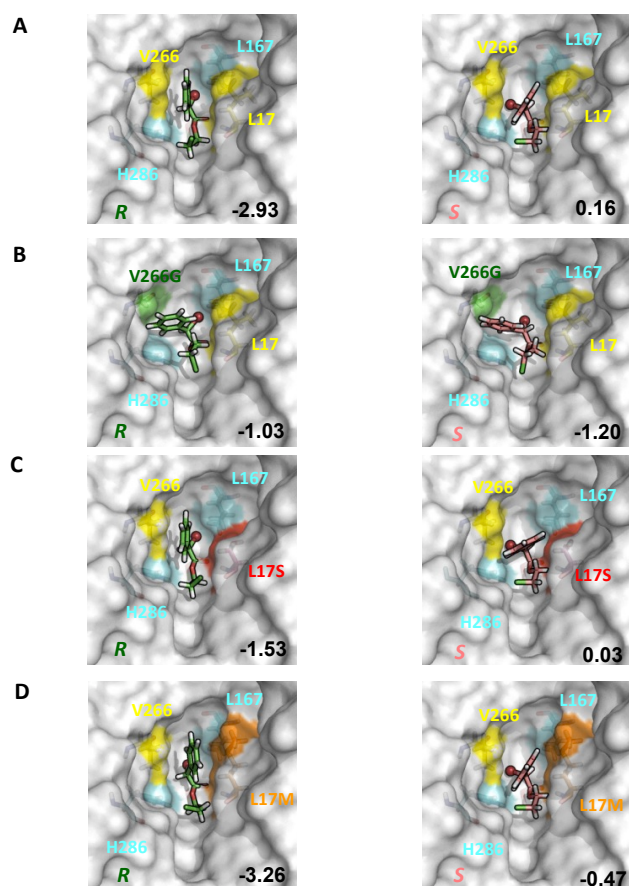 A
V266
L167
L17
H286
R
-2.93
V266
L167
L17
H286
S
0.16
B
V266G
L167
L17
H286
R
-1.03
V266G
L167
L17
H286
S
-1.20
C
V266
L167
L17S
H286
R
-1.53
V266
L167
L17S
H286
S
0.03
D
V266
L167
L17M
H286
R
-3.26
V266
L167
L17M
H286
S
-0.47